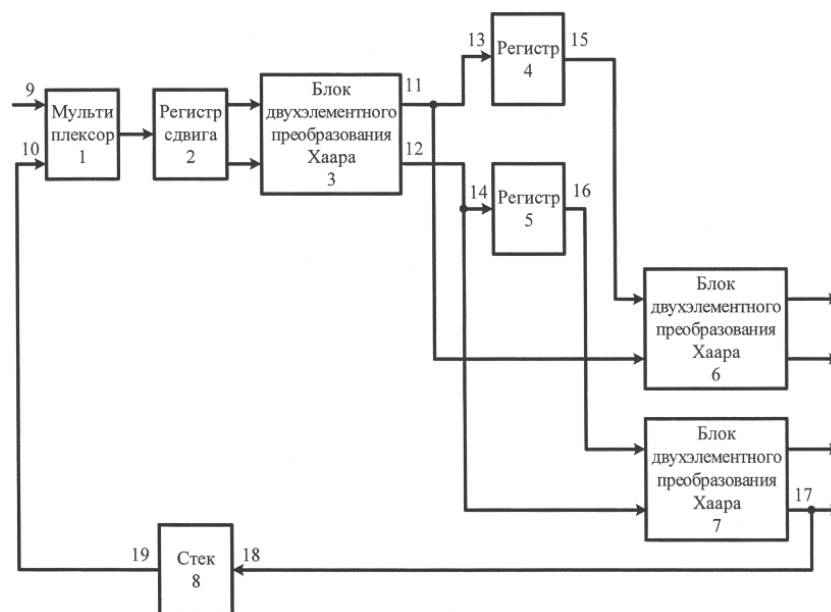 9
10
Мульти
плексор
1
Регистр
сдвига
2
Блок
двухэлементного
преобразования
Хаара
3
11
12
13
Регистр
4
15
14
Регистр
5
16
Блок
двухэлементного
преобразования
Хаара
6
Блок
двухэлементного
преобразования
Хаара
7
17
19
Стек
8
18